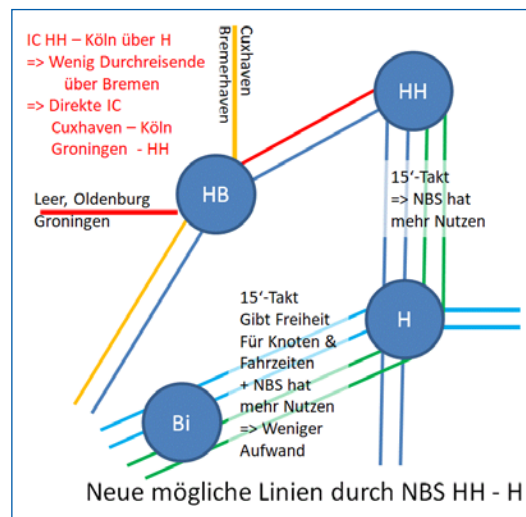 IC HH – Köln über H
=> Wenig Durchreisende
über Bremen
=> Direkte IC
Cuxhaven – Köln
Groningen - HH
Cuxhaven
Bremerhaven
HH
HB
Leer, Oldenburg
Groningen
15‘-Takt
=> NBS hat
mehr Nutzen
15‘-Takt
Gibt Freiheit
Für Knoten &
Fahrzeiten
+ NBS hat
mehr Nutzen
=> Weniger
Aufwand
H
Bi
Neue mögliche Linien durch NBS HH - H